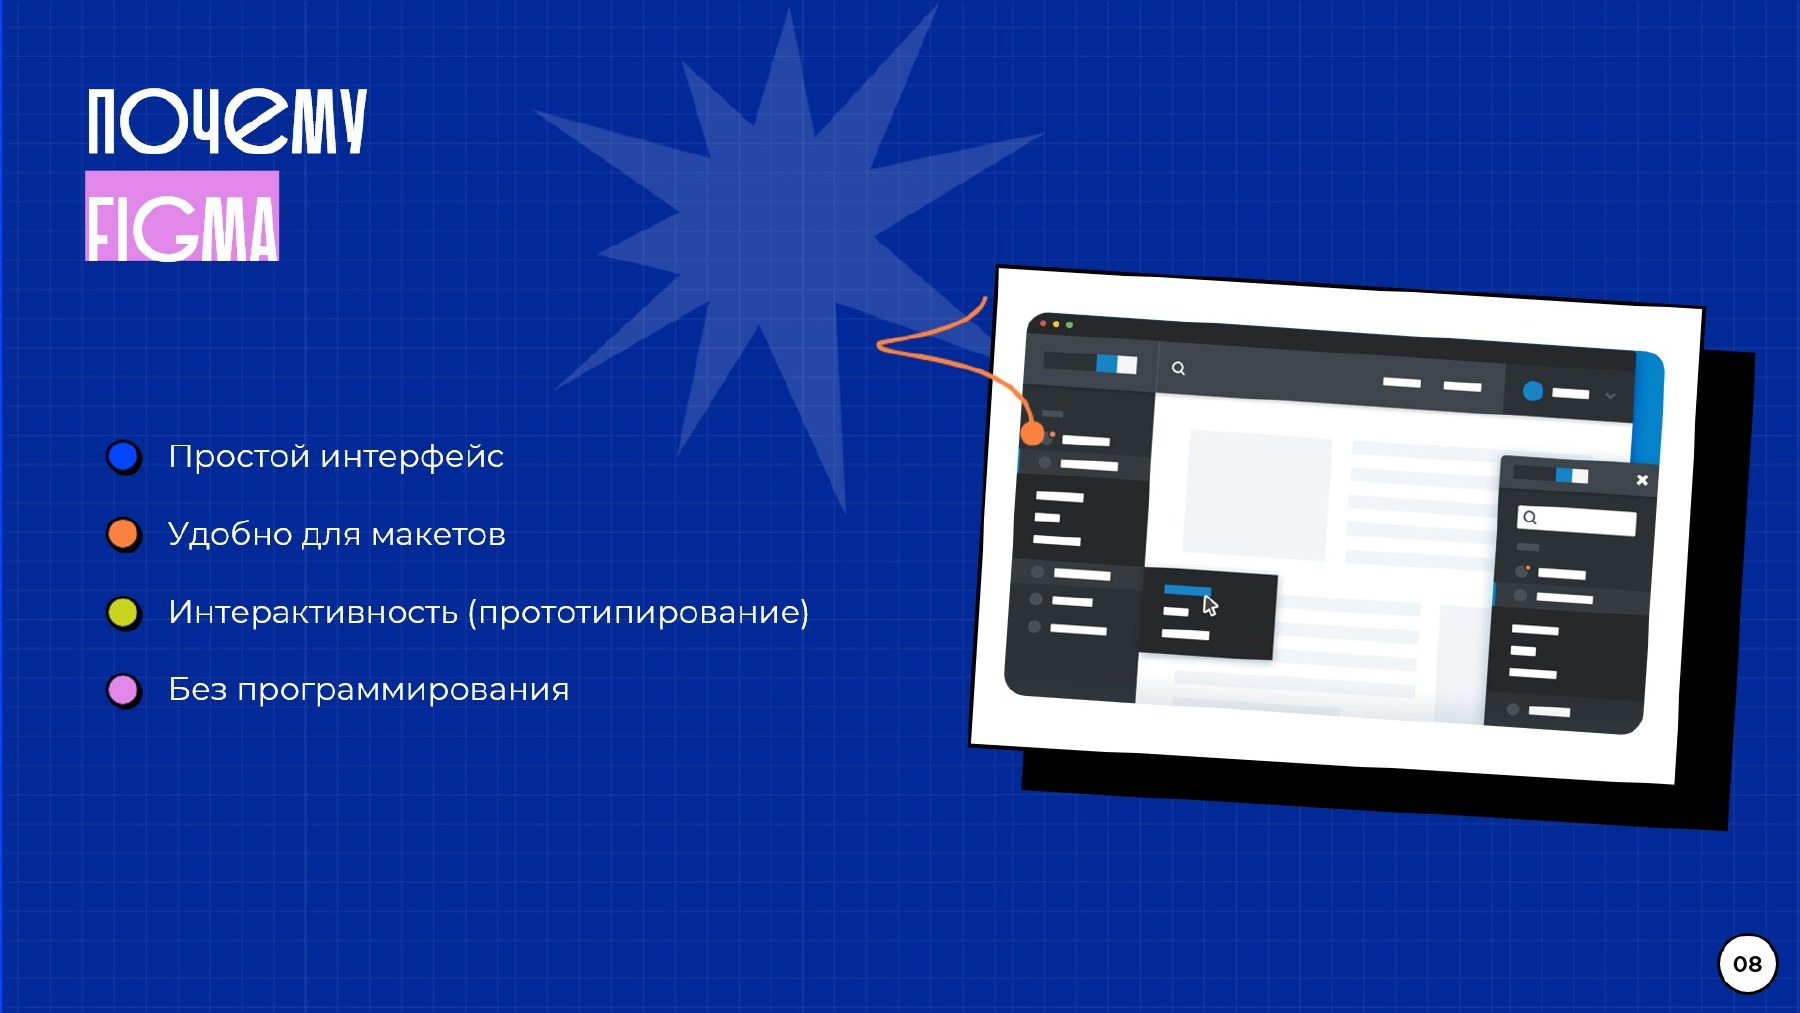 почему
FIGMA
Простой интерфейс
Удобно для макетов
Интерактивность (прототипирование)
Без программирования
08